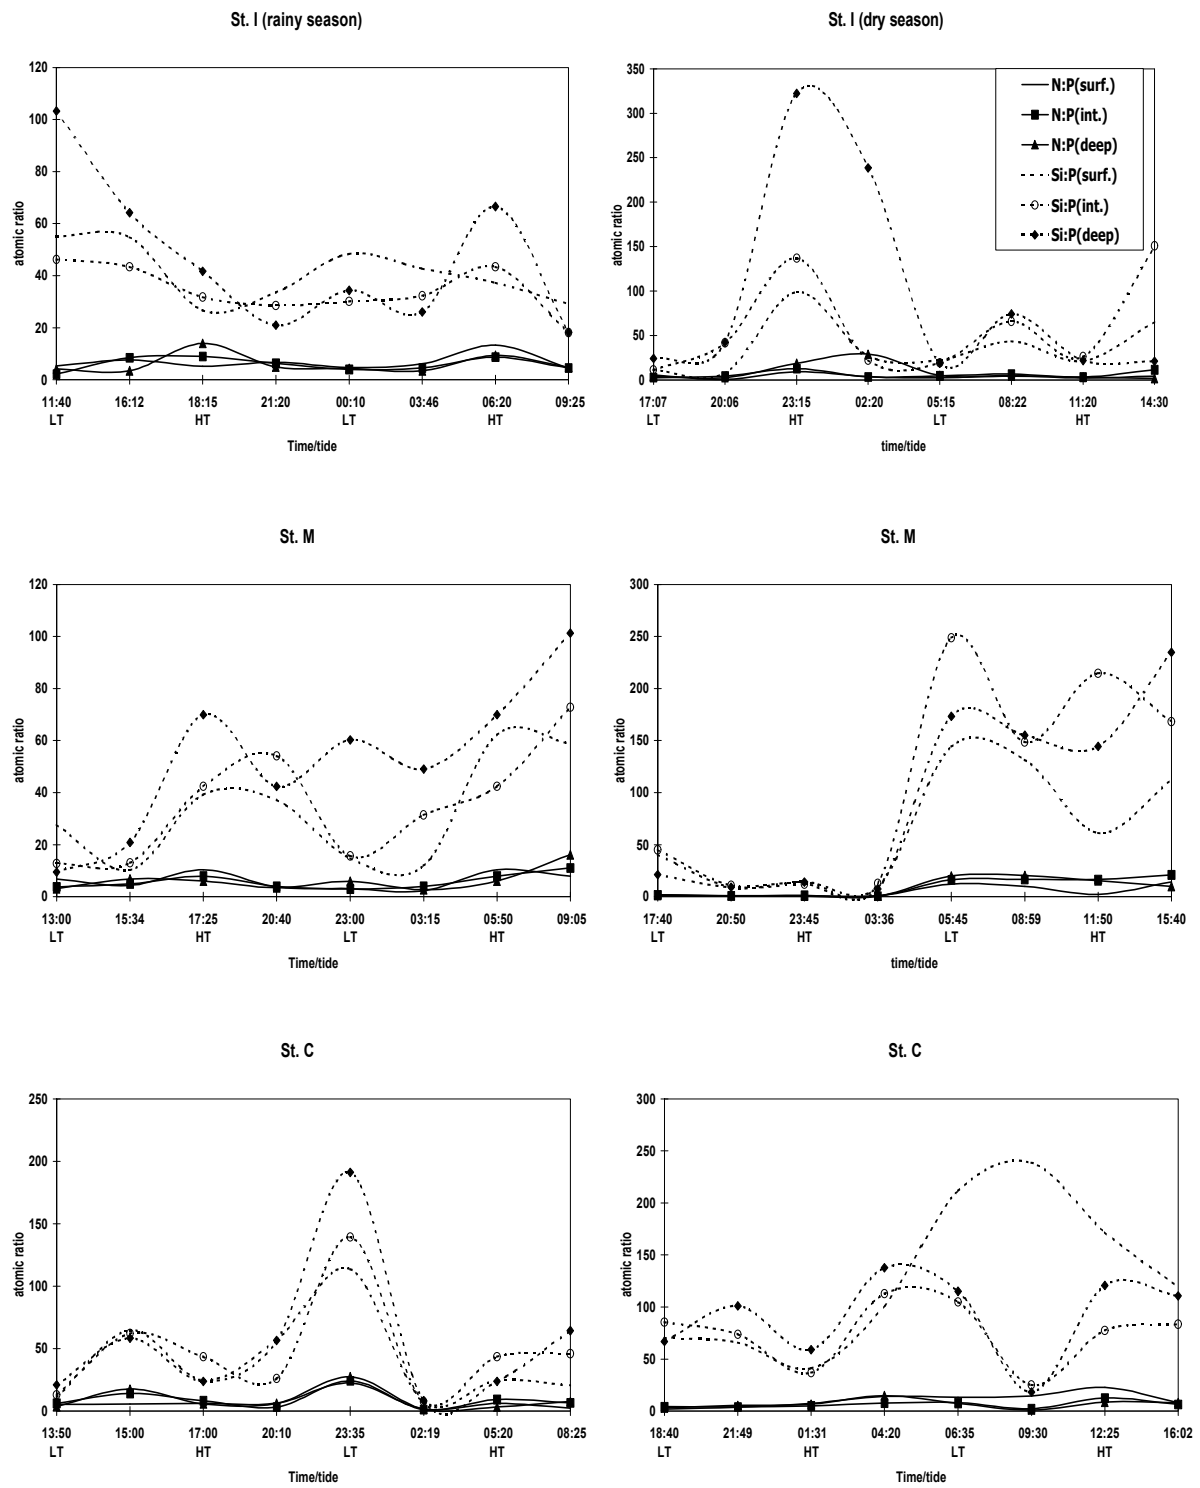 St. I (rainy season)
120
100
80
60
40
20
0
atomic ratio
11:40 16:12 18:15 21:20 00:10 03:46 06:20 09:25
LT HT LT HT
Time/tide
St. I (dry season)
350
300
250
200
150
100
50
0
atomic ratio
N:P(surf.)
N:P(int.)
N:P(deep)
Si:P(surf.)
Si:P(int.)
Si:P(deep)
17:07 20:06 23:15 02:20 05:15 08:22 11:20 14:30
LT HT LT HT
time/tide
St. M
120
100
80
60
40
20
0
atomic ratio
13:00 15:34 17:25 20:40 23:00 03:15 05:50 09:05
LT HT LT HT
Time/tide
St. M
300
250
200
150
100
50
0
atomic ratio
17:40 20:50 23:45 03:36 05:45 08:59 11:50 15:40
LT HT LT HT
time/tide
St. C
250
200
150
100
50
0
atomic ratio
13:50 15:00 17:00 20:10 23:35 02:19 05:20 08:25
LT HT LT HT
Time/tide
St. C
300
250
200
150
100
50
0
atomic ratio
18:40 21:49 01:31 04:20 06:35 09:30 12:25 16:02
LT HT LT HT
Time/tide